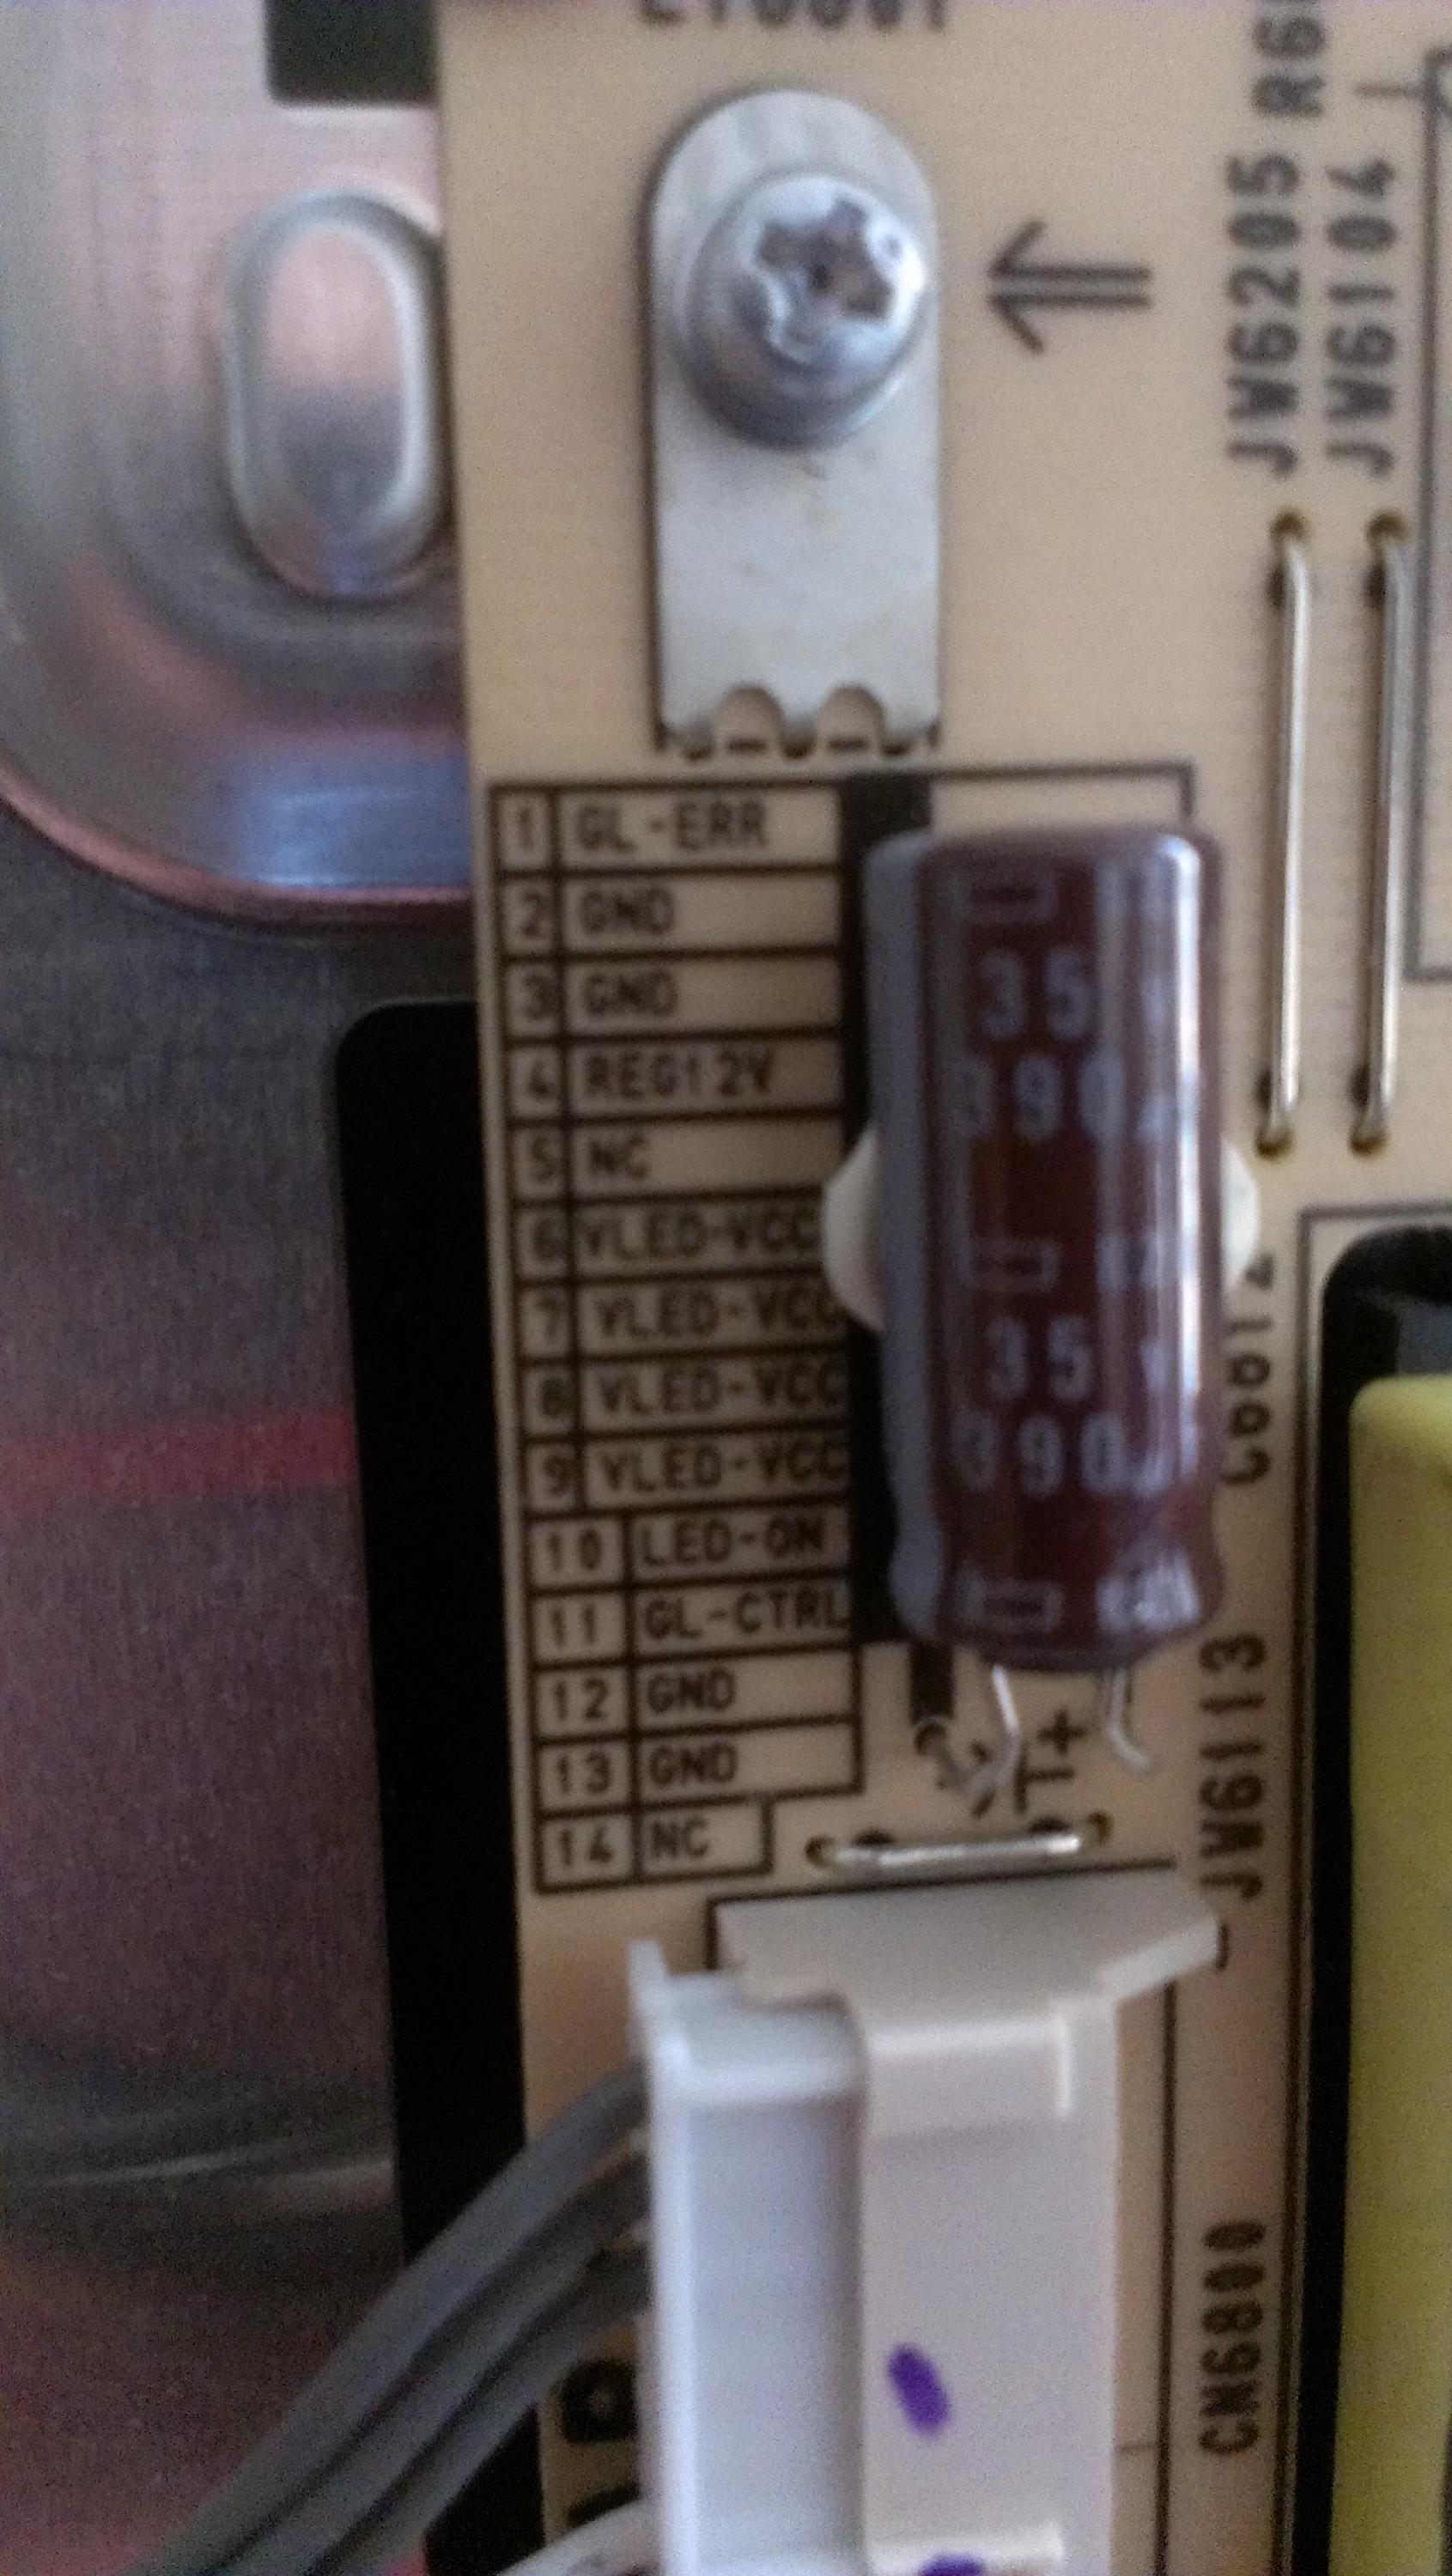 JW6205
JW6104
1 GL-ERR
2 GND
3 GND
4 REG12V
5 NC
6 VLED-VCC
7 VLED-VCC
8 VLED-VCC
9 VLED-VCC
10 LED-ON
11 GL-CTRL
12 GND
13 GND
14 NC
35
390
35
390
+
JW6113
CN6800